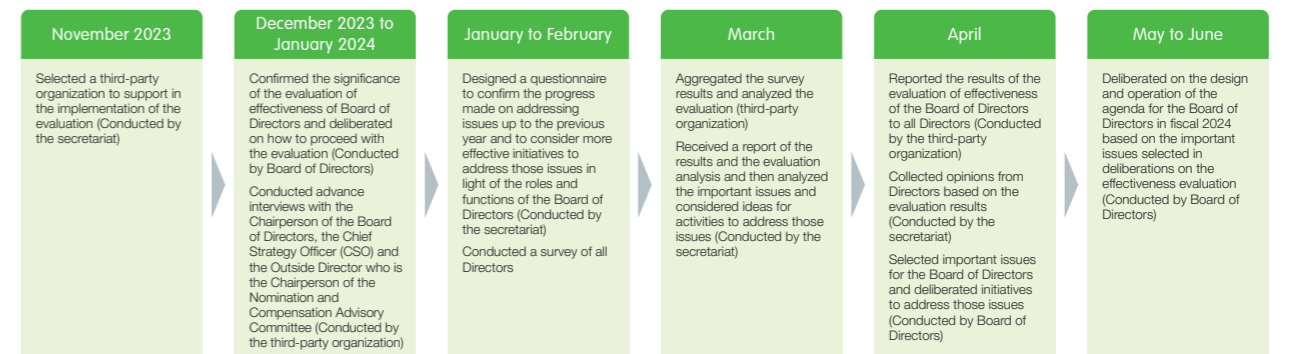 November 2023
Selected a third-party
organization to support in
the implementation of the
evaluation (Conducted by
the secretariat)
December 2023 to
January 2024
Confirmed the significance
of the evaluation of
effectiveness of Board of
Directors and deliberated
on how to proceed with
the evaluation (Conducted
by Board of Directors)
Conducted advance
interviews with the
Chairperson of the Board
of Directors, the Chief
Strategy Officer (CSO) and
the Outside Director who is
the Chairperson of the
Nomination and
Compensation Advisory
Committee (Conducted by
the third-party organization)
January to February
Designed a questionnaire
to confirm the progress
made on addressing
issues up to the previous
year and to consider more
effective initiatives to
address those issues in
light of the roles and
functions of the Board of
Directors (Conducted by
the secretariat)
Conducted a survey of all
Directors
March
Aggregated the survey
results and analyzed the
evaluation (third-party
organization)
Received a report of the
results and the evaluation
analysis and then analyzed
the important issues and
considered ideas for
activities to address those
issues (Conducted by the
secretariat)
April
Reported the results of the
evaluation of effectiveness
of the Board of Directors
to all Directors (Conducted
by the third-party
organization)
Collected opinions from
Directors based on the
evaluation results
(Conducted by the
secretariat)
Selected important issues
for the Board of Directors
and deliberated initiatives
to address those issues
(Conducted by Board of
Directors)
May to June
Deliberated on the design
and operation of the
agenda for the Board of
Directors in fiscal 2024
based on the important
issues selected in
deliberations on the
effectiveness evaluation
(Conducted by Board of
Directors)